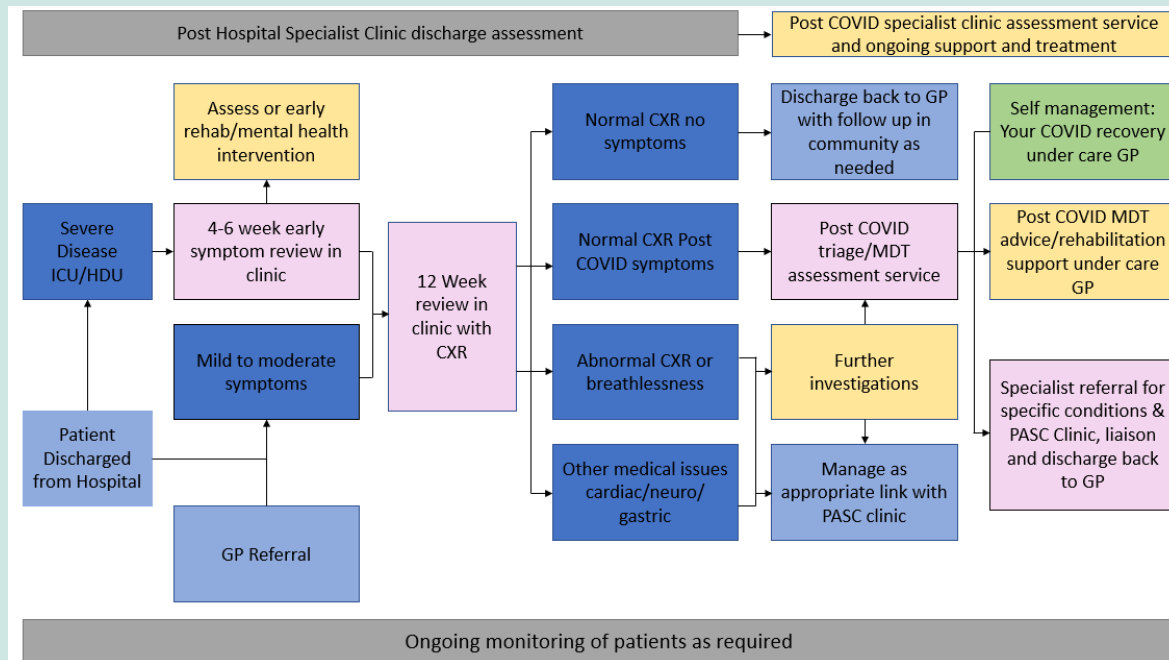 Post Hospital Specialist Clinic discharge assessment
Post COVID specialist clinic assessment service
and ongoing support and treatment
Assess or early
rehab/mental health
intervention
Normal CXR no
symptoms
Discharge back to GP
with follow up in
community as
needed
Self management:
Your COVID recovery
under care GP
Severe
Disease
ICU/HDU
4-6 week early
symptom review in
clinic
12 Week
review in
clinic with
CXR
Normal CXR Post
COVID symptoms
Post COVID
triage/MDT
assessment service
Post COVID MDT
advice/rehabilitation
support under care
GP
Mild to moderate
symptoms
Abnormal CXR or
breathlessness
Further
investigations
Specialist referral for
specific conditions &
PASC Clinic, liaison
and discharge back
to GP
Patient
Discharged
from Hospital
Other medical issues
cardiac/neuro/
gastric
Manage as
appropriate link with
PASC clinic
GP Referral
Ongoing monitoring of patients as required